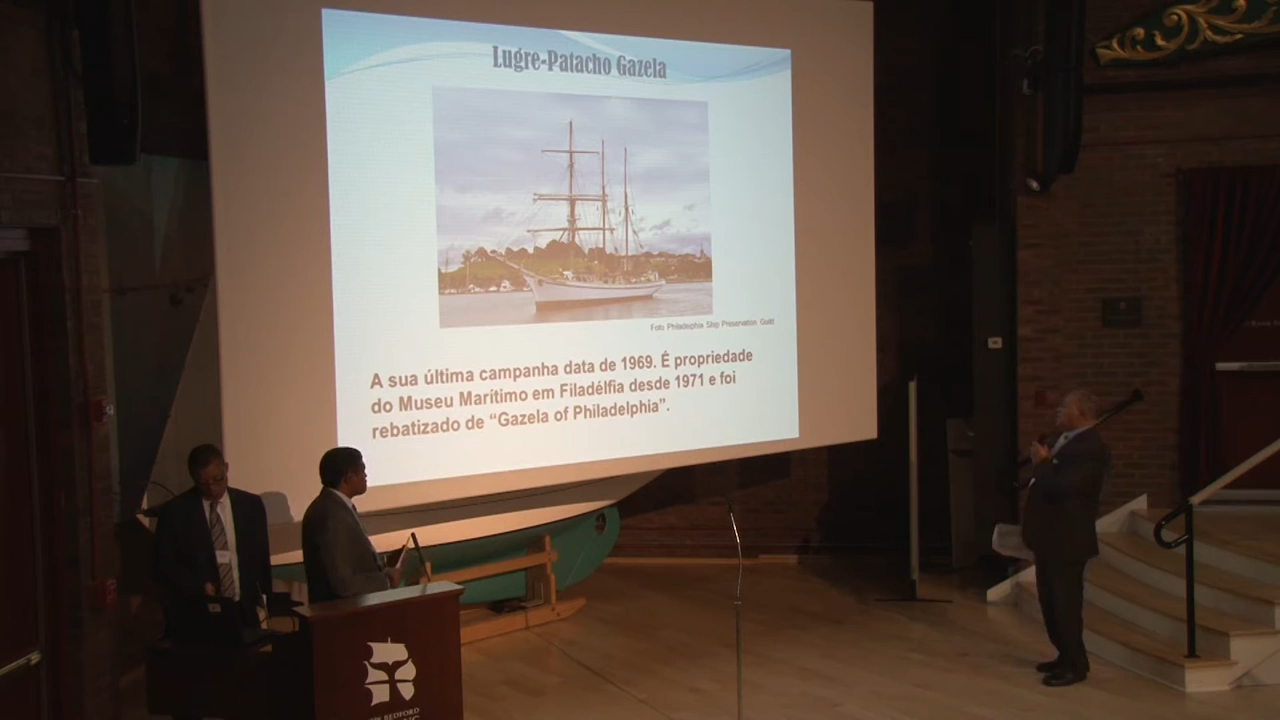 Lugre-Patacho Gazela
Foto Philadelphia Ship Preservation Guild
A sua última campanha data de 1969. É propriedade
do Museu Marítimo em Filadélfia desde 1971 e foi
rebatizado de “Gazela of Philadelphia”.
BEDFORD